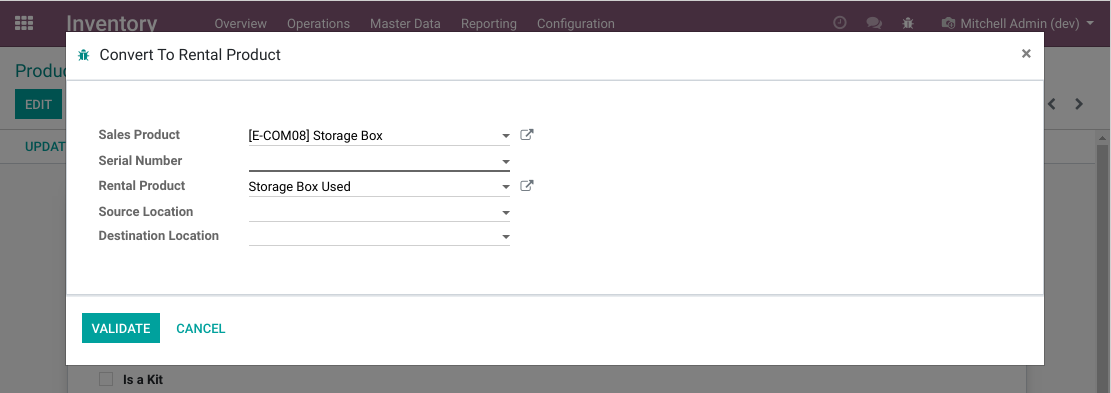 Inventory Overview Operations Master Data Reporting Configuration Mitchell Admin (dev)
Convert To Rental Product ×
Produc
EDIT
UPDAT
Sales Product [E-COM08] Storage Box
Serial Number
Rental Product Storage Box Used
Source Location
Destination Location
VALIDATE CANCEL
Is a Kit